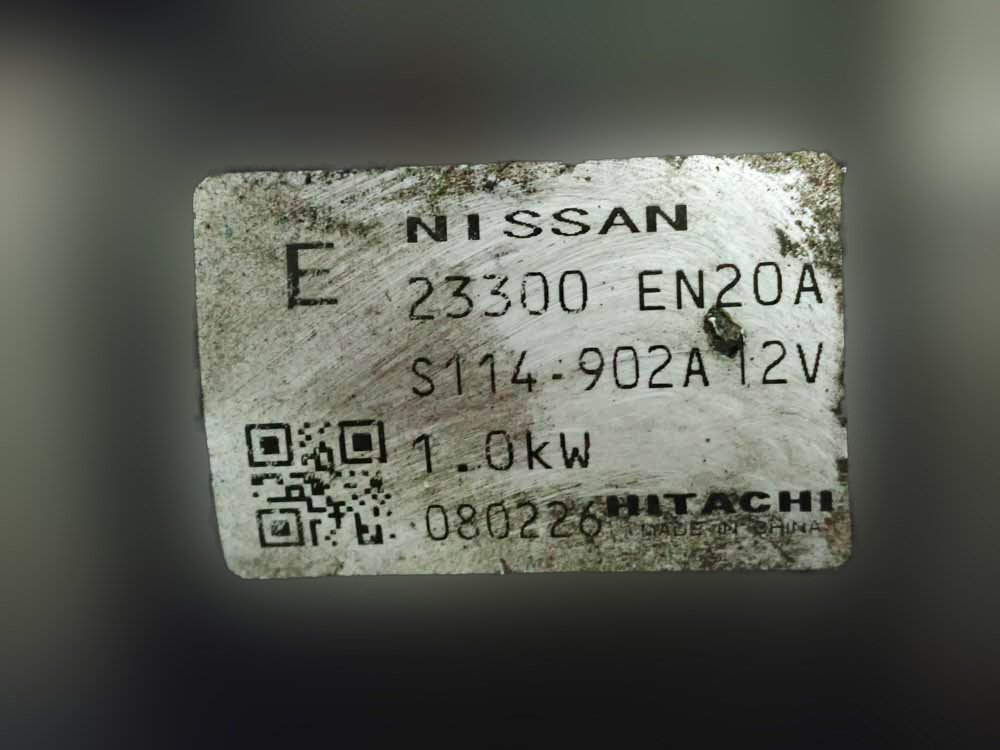 NISSAN
E
23300 EN20A
S114-902A 12V
1.0kW
080226 HITACHI
MADE IN CHINA